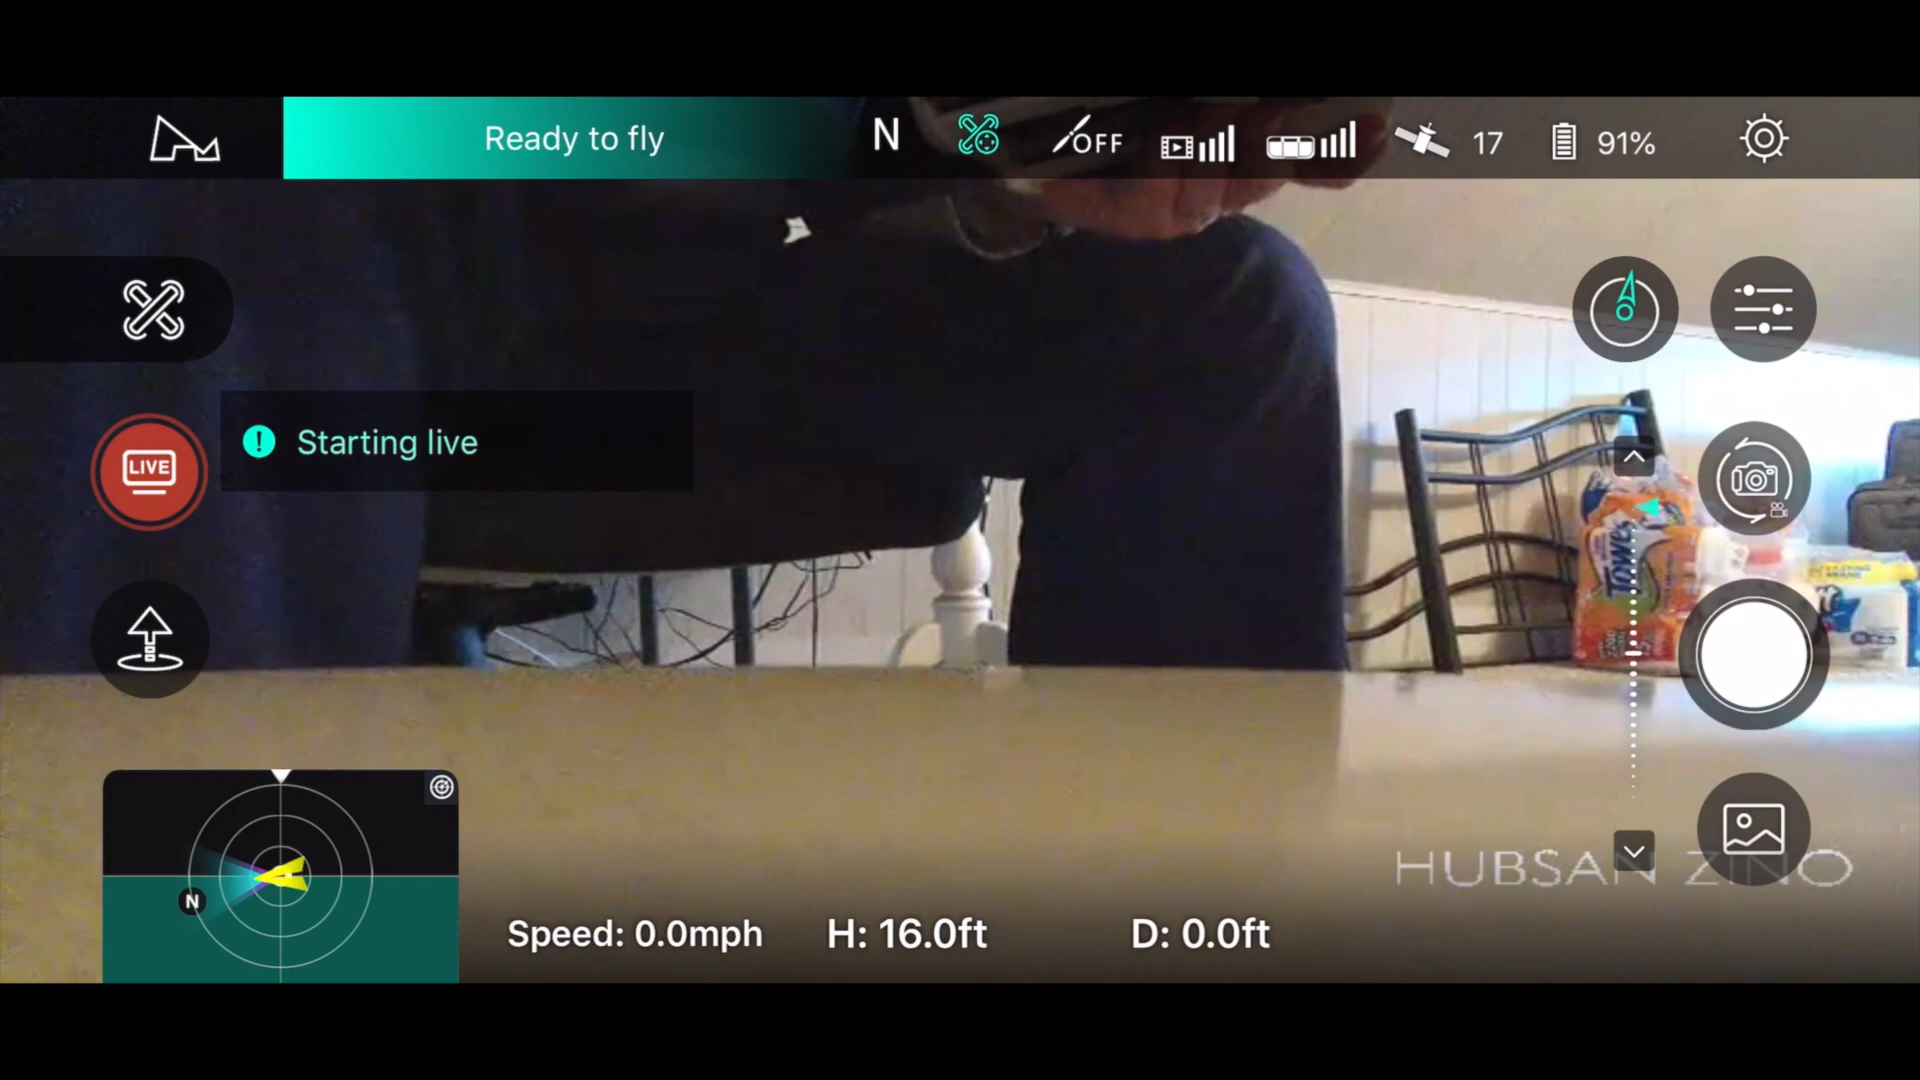 Ready to fly
N
OFF
17
91%
LIVE
Starting live
N
Speed: 0.0mph
H: 16.0ft
D: 0.0ft
HUBSAN ZINO